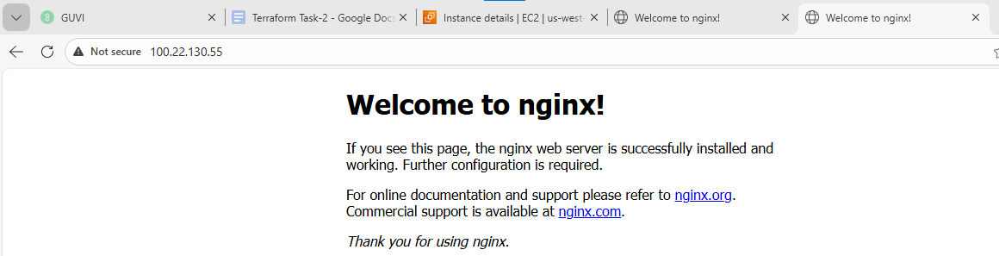 GUVI
Terraform Task-2 - Google Docs
Instance details | EC2 | us-west-
Welcome to nginx!
Welcome to nginx!
Not secure
100.22.130.55
Welcome to nginx!
If you see this page, the nginx web server is successfully installed and
working. Further configuration is required.
For online documentation and support please refer to nginx.org.
Commercial support is available at nginx.com.
Thank you for using nginx.